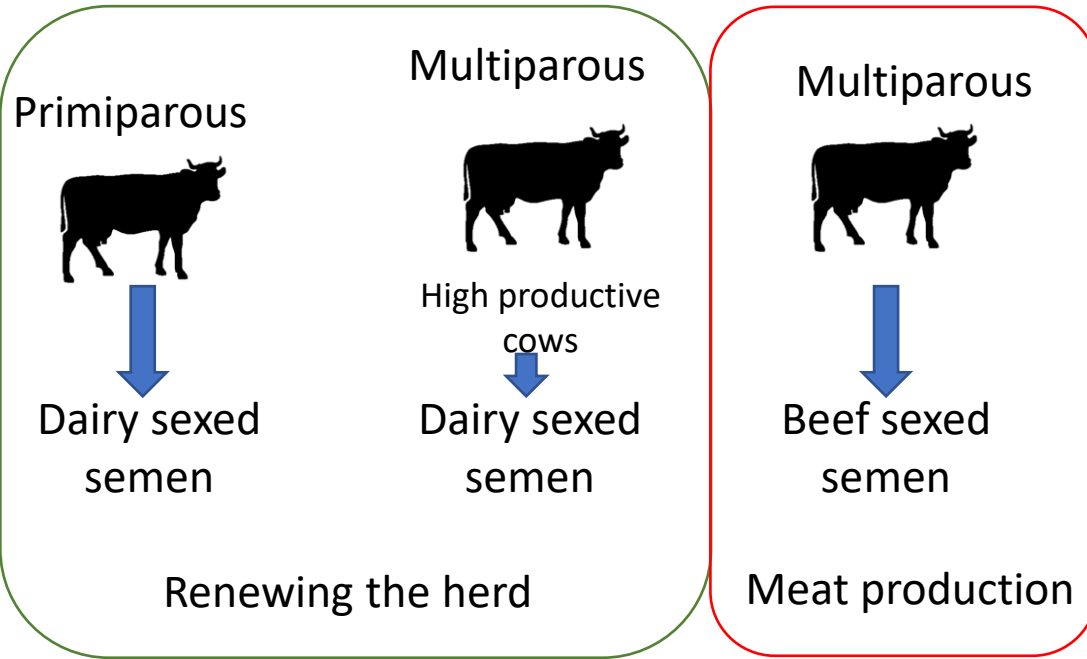 Primiparous
Dairy sexed
semen
Multiparous
High productive
cows
Dairy sexed
semen
Renewing the herd
Multiparous
Beef sexed
semen
Meat production